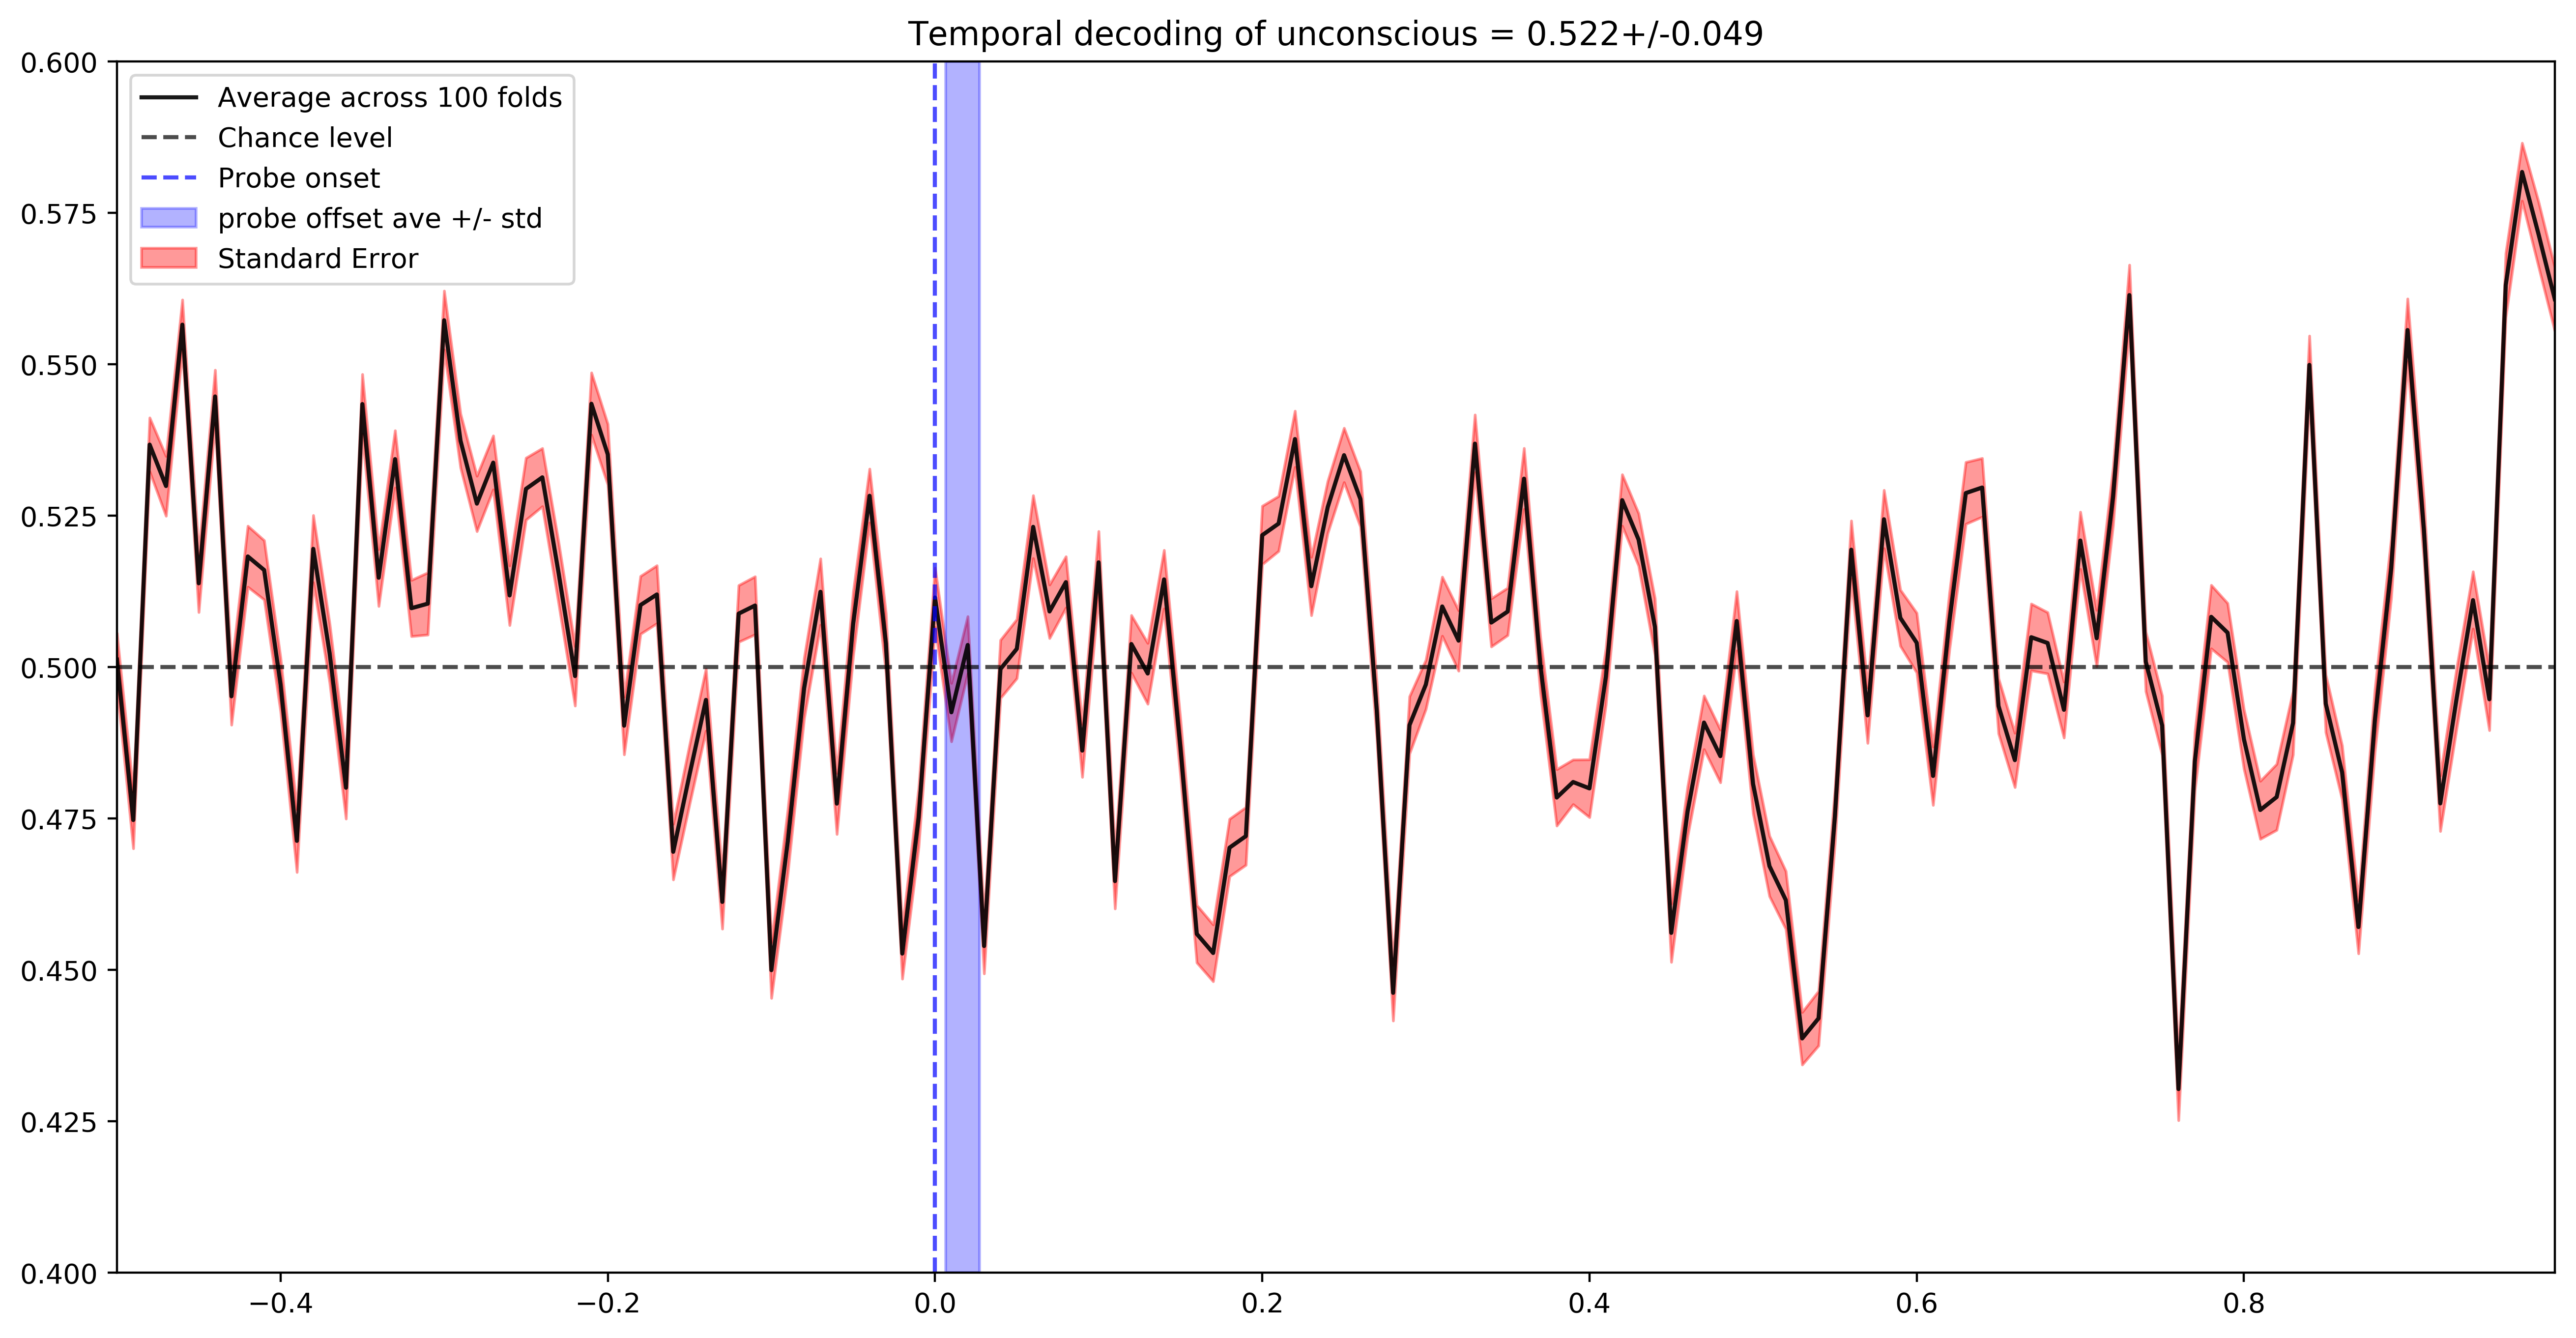 Temporal decoding of unconscious = 0.522+/-0.049
0.600
0.575
0.550
0.525
0.500
0.475
0.450
0.425
0.400
Average across 100 folds
Chance level
Probe onset
probe offset ave +/- std
Standard Error
−0.4
−0.2
0.0
0.2
0.4
0.6
0.8